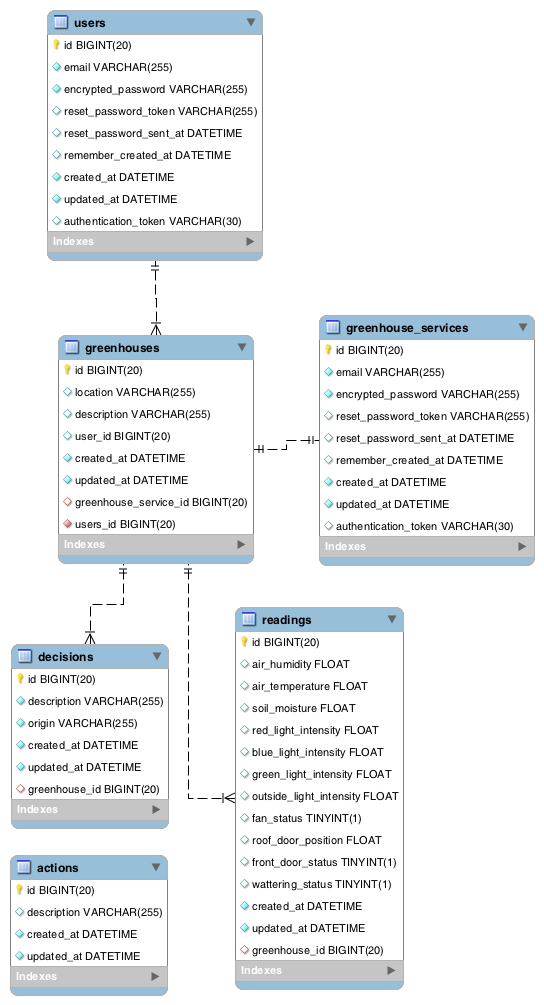 users
id BIGINT(20)
email VARCHAR(255)
encrypted_password VARCHAR(255)
reset_password_token VARCHAR(255)
reset_password_sent_at DATETIME
remember_created_at DATETIME
created_at DATETIME
updated_at DATETIME
authentication_token VARCHAR(30)
Indexes
greenhouses
id BIGINT(20)
location VARCHAR(255)
description VARCHAR(255)
user_id BIGINT(20)
created_at DATETIME
updated_at DATETIME
greenhouse_service_id BIGINT(20)
users_id BIGINT(20)
Indexes
greenhouse_services
id BIGINT(20)
email VARCHAR(255)
encrypted_password VARCHAR(255)
reset_password_token VARCHAR(255)
reset_password_sent_at DATETIME
remember_created_at DATETIME
created_at DATETIME
updated_at DATETIME
authentication_token VARCHAR(30)
Indexes
decisions
id BIGINT(20)
description VARCHAR(255)
origin VARCHAR(255)
created_at DATETIME
updated_at DATETIME
greenhouse_id BIGINT(20)
Indexes
readings
id BIGINT(20)
air_humidity FLOAT
air_temperature FLOAT
soil_moisture FLOAT
red_light_intensity FLOAT
blue_light_intensity FLOAT
green_light_intensity FLOAT
outside_light_intensity FLOAT
fan_status TINYINT(1)
roof_door_position FLOAT
front_door_status TINYINT(1)
wattering_status TINYINT(1)
created_at DATETIME
updated_at DATETIME
greenhouse_id BIGINT(20)
Indexes
actions
id BIGINT(20)
description VARCHAR(255)
created_at DATETIME
updated_at DATETIME
Indexes